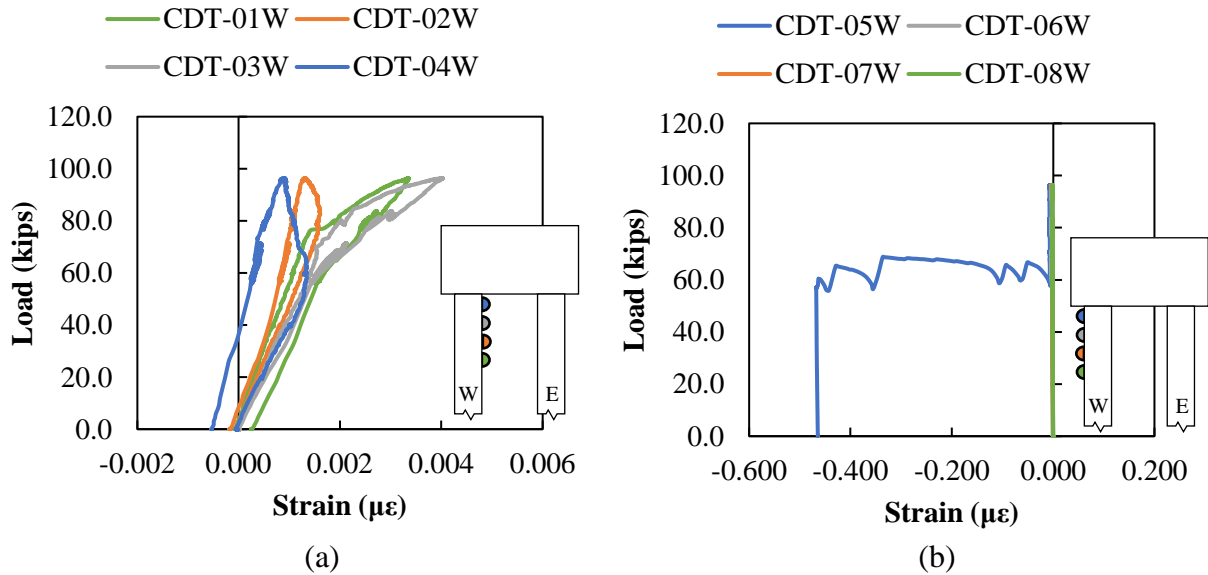 CDT-01W CDT-02W
CDT-03W CDT-04W
120.0
100.0
80.0
60.0
40.0
20.0
0.0
Load (kips)
-0.002 0.000 0.002 0.004 0.006
Strain (με)
W E
(a)
CDT-05W CDT-06W
CDT-07W CDT-08W
120.0
100.0
80.0
60.0
40.0
20.0
0.0
Load (kips)
-0.600 -0.400 -0.200 0.000 0.200
Strain (με)
W E
(b)